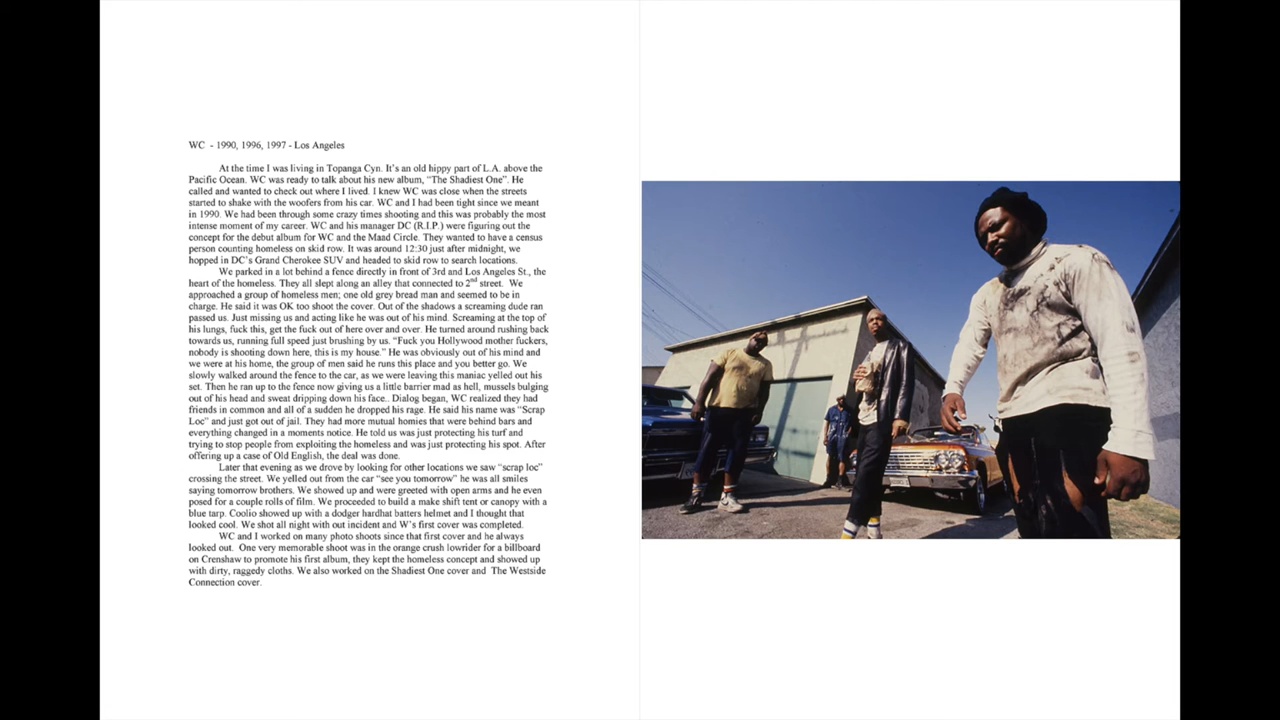 WC - 1990, 1996, 1997 - Los Angeles
At the time I was living in Topanga Cyn. It's an old hippy part of L.A. above the
Pacific Ocean. WC was ready to talk about his new album, "The Shadiest One". He
called and wanted to check out where I lived. I knew WC was close when the streets
started to shake with the woofers from his car. WC and I had been tight since we meant
in 1990. We had been through some crazy times shooting and this was probably the most
intense moment of my career. WC and his manager DC (R.I.P.) were figuring out the
concept for the debut album for WC and the Maad Circle. They wanted to have a census
person counting homeless on skid row. It was around 12:30 just after midnight, we
hopped in DC's Grand Cherokee SUV and headed to skid row to search locations.
We parked in a lot behind a fence directly in front of 3rd and Los Angeles St., the
heart of the homeless. They all slept along an alley that connected to 2nd street. We
approached a group of homeless men; one old grey bread man and seemed to be in
charge. He said it was OK too shoot the cover. Out of the shadows a screaming dude ran
passed us. Just missing us and acting like he was out of his mind. Screaming at the top of
his lungs, fuck this, get the fuck out of here over and over. He turned around rushing back
towards us, running full speed just brushing by us. "Fuck you Hollywood mother fuckers,
nobody is shooting down here, this is my house." He was obviously out of his mind and
we were at his home, the group of men said he runs this place and you better go. We
slowly walked around the fence to the car, as we were leaving this maniac yelled out his
set. Then he ran up to the fence now giving us a little barrier mad as hell, mussels bulging
out of his head and sweat dripping down his face.. Dialog began, WC realized they had
friends in common and all of a sudden he dropped his rage. He said his name was "Scrap
Loc" and just got out of jail. They had more mutual homies that were behind bars and
everything changed in a moments notice. He told us was just protecting his turf and
trying to stop people from exploiting the homeless and was just protecting his spot. After
offering up a case of Old English, the deal was done.
Later that evening as we drove by looking for other locations we saw "scrap loc"
crossing the street. We yelled out from the car "see you tomorrow" he was all smiles
saying tomorrow brothers. We showed up and were greeted with open arms and he even
posed for a couple rolls of film. We proceeded to build a make shift tent or canopy with a
blue tarp. Coolio showed up with a dodger hardhat batters helmet and I thought that
looked cool. We shot all night with out incident and W's first cover was completed.
WC and I worked on many photo shoots since that first cover and he always
looked out. One very memorable shoot was in the orange crush lowrider for a billboard
on Crenshaw to promote his first album, they kept the homeless concept and showed up
with dirty, raggedy cloths. We also worked on the Shadiest One cover and The Westside
Connection cover.